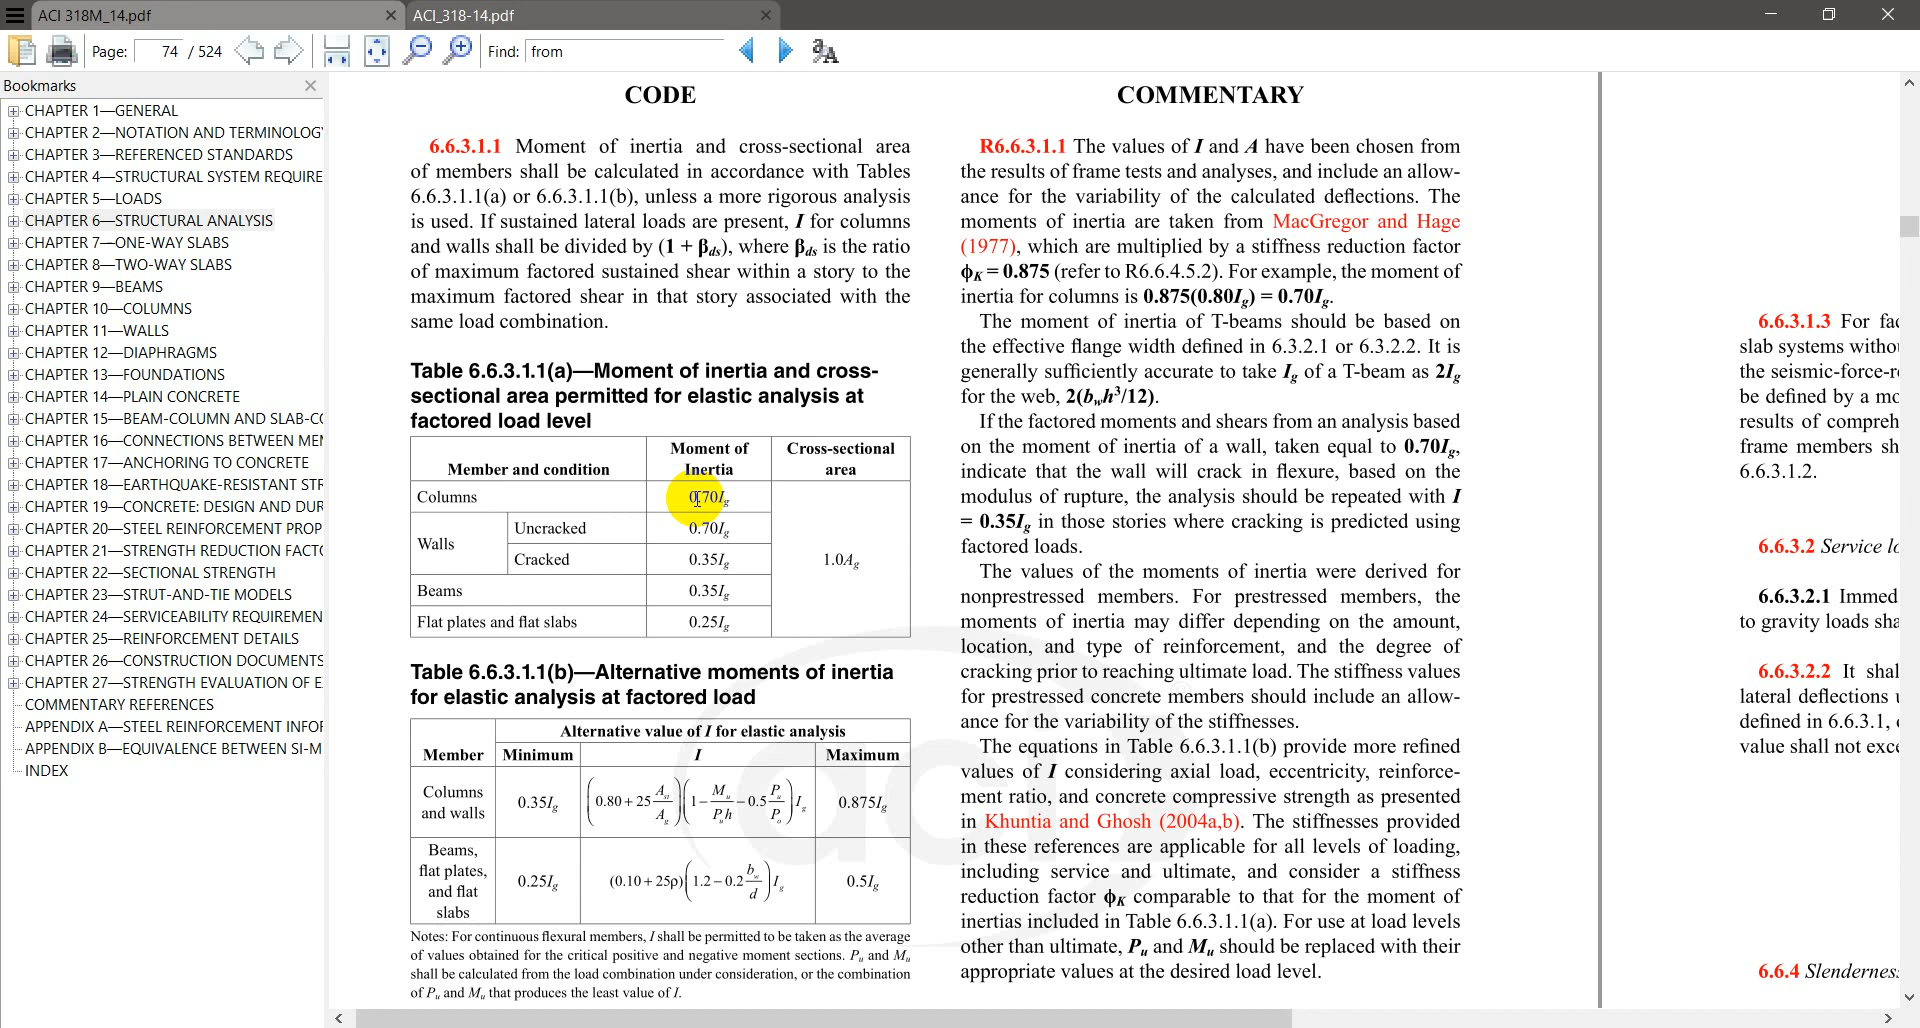 ACI 318M_14.pdf
ACI_318-14.pdf
Page: 74 / 524
Find: from
Bookmarks
CHAPTER 1—GENERAL
CHAPTER 2—NOTATION AND TERMINOLOG
CHAPTER 3—REFERENCED STANDARDS
CHAPTER 4—STRUCTURAL SYSTEM REQUIRE
CHAPTER 5—LOADS
CHAPTER 6—STRUCTURAL ANALYSIS
CHAPTER 7—ONE-WAY SLABS
CHAPTER 8—TWO-WAY SLABS
CHAPTER 9—BEAMS
CHAPTER 10—COLUMNS
CHAPTER 11—WALLS
CHAPTER 12—DIAPHRAGMS
CHAPTER 13—FOUNDATIONS
CHAPTER 14—PLAIN CONCRETE
CHAPTER 15—BEAM-COLUMN AND SLAB-C
CHAPTER 16—CONNECTIONS BETWEEN ME
CHAPTER 17—ANCHORING TO CONCRETE
CHAPTER 18—EARTHQUAKE-RESISTANT STR
CHAPTER 19—CONCRETE: DESIGN AND DUR
CHAPTER 20—STEEL REINFORCEMENT PROP
CHAPTER 21—STRENGTH REDUCTION FACT
CHAPTER 22—SECTIONAL STRENGTH
CHAPTER 23—STRUT-AND-TIE MODELS
CHAPTER 24—SERVICEABILITY REQUIREMEN
CHAPTER 25—REINFORCEMENT DETAILS
CHAPTER 26—CONSTRUCTION DOCUMENTS
CHAPTER 27—STRENGTH EVALUATION OF E
COMMENTARY REFERENCES
APPENDIX A—STEEL REINFORCEMENT INFOR
APPENDIX B—EQUIVALENCE BETWEEN SI-M
INDEX
CODE
6.6.3.1.1 Moment of inertia and cross-sectional area
of members shall be calculated in accordance with Tables
6.6.3.1.1(a) or 6.6.3.1.1(b), unless a more rigorous analysis
is used. If sustained lateral loads are present, I for columns
and walls shall be divided by (1 + βds), where βds is the ratio
of maximum factored sustained shear within a story to the
maximum factored shear in that story associated with the
same load combination.
Table 6.6.3.1.1(a)—Moment of inertia and cross-
sectional area permitted for elastic analysis at
factored load level
Member and condition
Moment of
Inertia
Cross-sectional
area
Columns 0.70Ig
Walls
Uncracked 0.70Ig
Cracked 0.35Ig
1.0Ag
Beams 0.35Ig
Flat plates and flat slabs 0.25Ig
Table 6.6.3.1.1(b)—Alternative moments of inertia
for elastic analysis at factored load
Alternative value of I for elastic analysis
Member Minimum I Maximum
Columns
and walls
0.35Ig (0.80+25 Ast/Ag)(1−Mu/Puh−0.5 Pu/Po)Ig 0.875Ig
Beams,
flat plates,
and flat
slabs
0.25Ig (0.10+25ρ)(1.2−0.2 bw/d)Ig 0.5Ig
Notes: For continuous flexural members, I shall be permitted to be taken as the average
of values obtained for the critical positive and negative moment sections. Pu and Mu
shall be calculated from the load combination under consideration, or the combination
of Pu and Mu that produces the least value of I.
COMMENTARY
R6.6.3.1.1 The values of I and A have been chosen from
the results of frame tests and analyses, and include an allow-
ance for the variability of the calculated deflections. The
moments of inertia are taken from MacGregor and Hage
(1977), which are multiplied by a stiffness reduction factor
ϕK = 0.875 (refer to R6.6.4.5.2). For example, the moment of
inertia for columns is 0.875(0.80Ig) = 0.70Ig.
The moment of inertia of T-beams should be based on
the effective flange width defined in 6.3.2.1 or 6.3.2.2. It is
generally sufficiently accurate to take Ig of a T-beam as 2Ig
for the web, 2(bwh³/12).
If the factored moments and shears from an analysis based
on the moment of inertia of a wall, taken equal to 0.70Ig,
indicate that the wall will crack in flexure, based on the
modulus of rupture, the analysis should be repeated with I
= 0.35Ig in those stories where cracking is predicted using
factored loads.
The values of the moments of inertia were derived for
nonprestressed members. For prestressed members, the
moments of inertia may differ depending on the amount,
location, and type of reinforcement, and the degree of
cracking prior to reaching ultimate load. The stiffness values
for prestressed concrete members should include an allow-
ance for the variability of the stiffnesses.
The equations in Table 6.6.3.1.1(b) provide more refined
values of I considering axial load, eccentricity, reinforce-
ment ratio, and concrete compressive strength as presented
in Khuntia and Ghosh (2004a,b). The stiffnesses provided
in these references are applicable for all levels of loading,
including service and ultimate, and consider a stiffness
reduction factor ϕK comparable to that for the moment of
inertias included in Table 6.6.3.1.1(a). For use at load levels
other than ultimate, Pu and Mu should be replaced with their
appropriate values at the desired load level.
aci
6.6.3.1.3 For fac
slab systems withou
the seismic-force-r
be defined by a mo
results of compreh
frame members sh
6.6.3.1.2.
6.6.3.2 Service lo
6.6.3.2.1 Immed
to gravity loads sha
6.6.3.2.2 It shal
lateral deflections
defined in 6.6.3.1,
value shall not exce
6.6.4 Slenderness